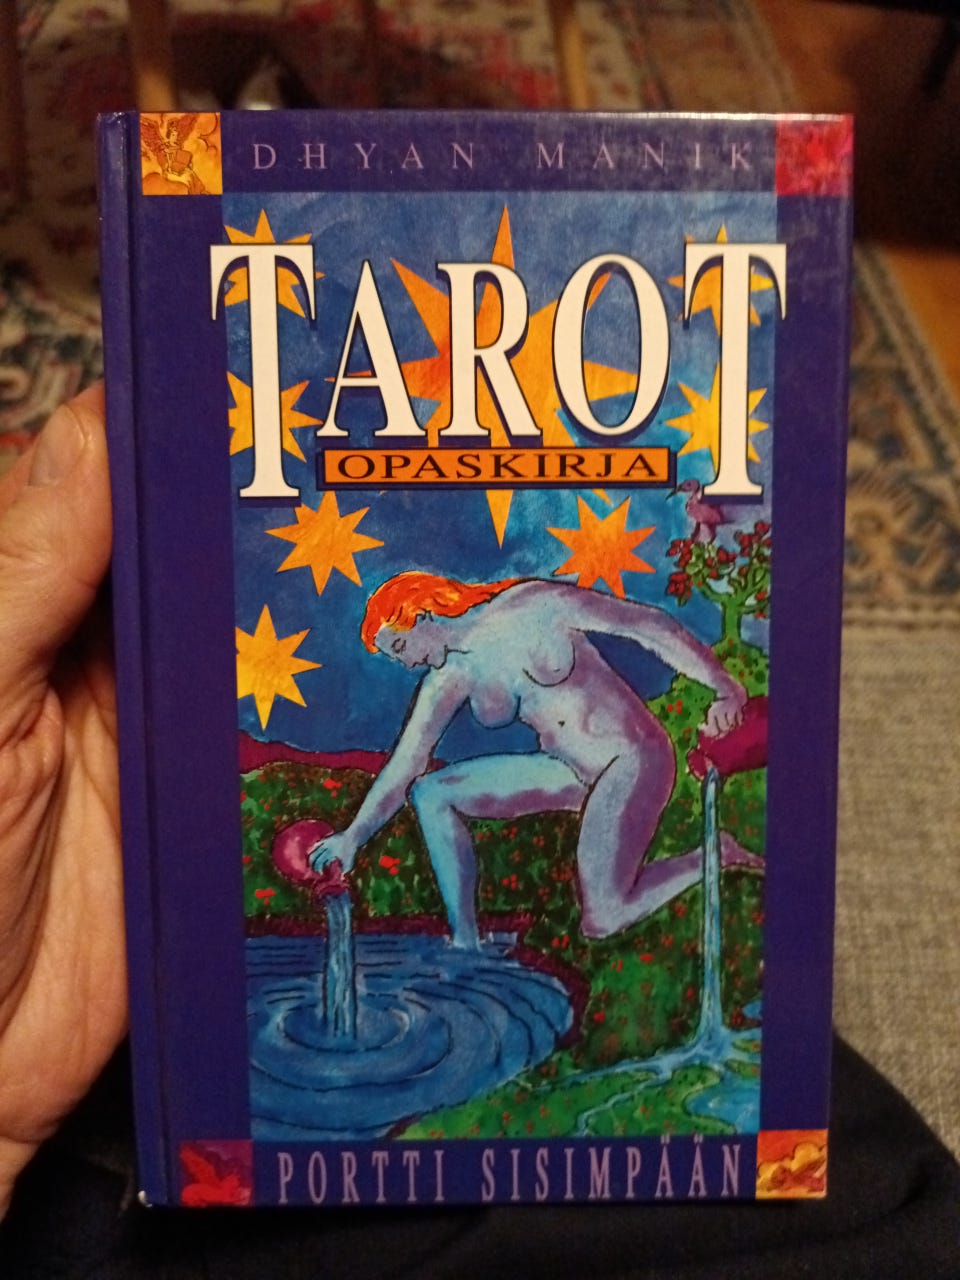 DHYAN MANIK
TAROT
OPASKIRJA
PORTTI SISIMPÄÄN